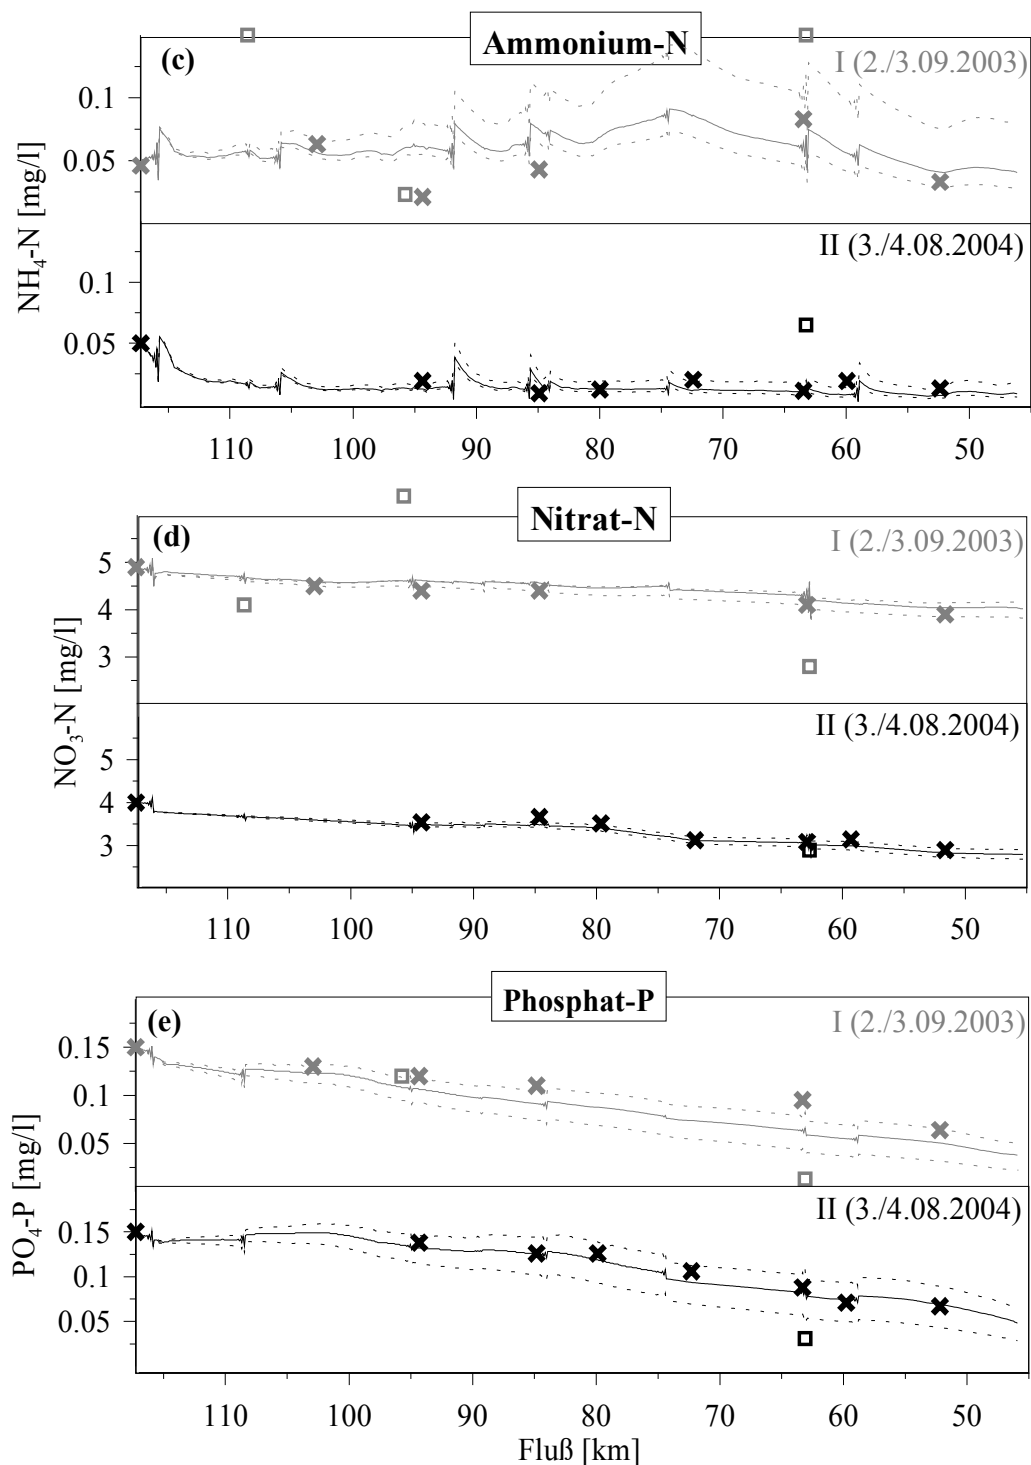 (c)
Ammonium-N
I (2./3.09.2003)
0.1
0.05
NH₄-N [mg/l]
II (3./4.08.2004)
0.1
0.05
110 100 90 80 70 60 50
(d)
Nitrat-N
I (2./3.09.2003)
5
4
3
NO₃-N [mg/l]
II (3./4.08.2004)
5
4
3
110 100 90 80 70 60 50
(e)
Phosphat-P
I (2./3.09.2003)
0.15
0.1
0.05
PO₄-P [mg/l]
II (3./4.08.2004)
0.15
0.1
0.05
110 100 90 80 70 60 50
Fluß [km]